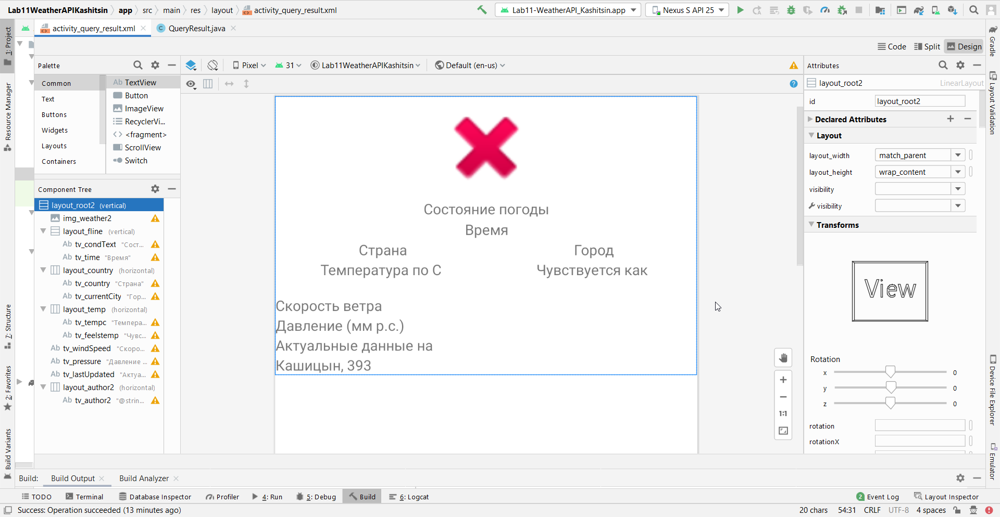 Lab11WeatherAPIKashitsin app src main res layout activity_query_result.xml
Lab11-WeatherAPI_Kashitsin.app
Nexus S API 25
activity_query_result.xml
QueryResult.java
Code Split Design
Palette
Pixel 31 Lab11WeatherAPIKashitsin Default (en-us)
Attributes
Common
Text
Buttons
Widgets
Layouts
Containers
Ab TextView
Button
ImageView
RecyclerVi...
<fragment>
ScrollView
Switch
Component Tree
layout_root2 (vertical)
img_weather2
layout_fline (vertical)
Ab tv_condText "Сост...
Ab tv_time "Время"
layout_country (horizontal)
Ab tv_country "Страна"
Ab tv_currentCity "Гор...
layout_temp (horizontal)
Ab tv_tempc "Темпера...
Ab tv_feelstemp "Чувс...
Ab tv_windSpeed "Скоро...
Ab tv_pressure "Давление ...
Ab tv_lastUpdated "Актуа...
layout_author2 (horizontal)
Ab tv_author2 "@strin...
Состояние погоды
Время
Страна Город
Температура по С Чувствуется как
Скорость ветра
Давление (мм р.с.)
Актуальные данные на
Кашицын, 393
1:1
layout_root2 LinearLayout
id layout_root2
Declared Attributes
Layout
layout_width match_parent
layout_height wrap_content
visibility
visibility
Transforms
View
Rotation
x 0
y 0
z 0
rotation
rotationX
1: Project
Resource Manager
7: Structure
2: Favorites
Build Variants
Gradle
Layout Validation
Device File Explorer
Emulator
Build: Build Output Build Analyzer
TODO Terminal Database Inspector Profiler 4: Run 5: Debug Build 6: Logcat
2 Event Log Layout Inspector
Success: Operation succeeded (13 minutes ago)
20 chars 54:31 CRLF UTF-8 4 spaces